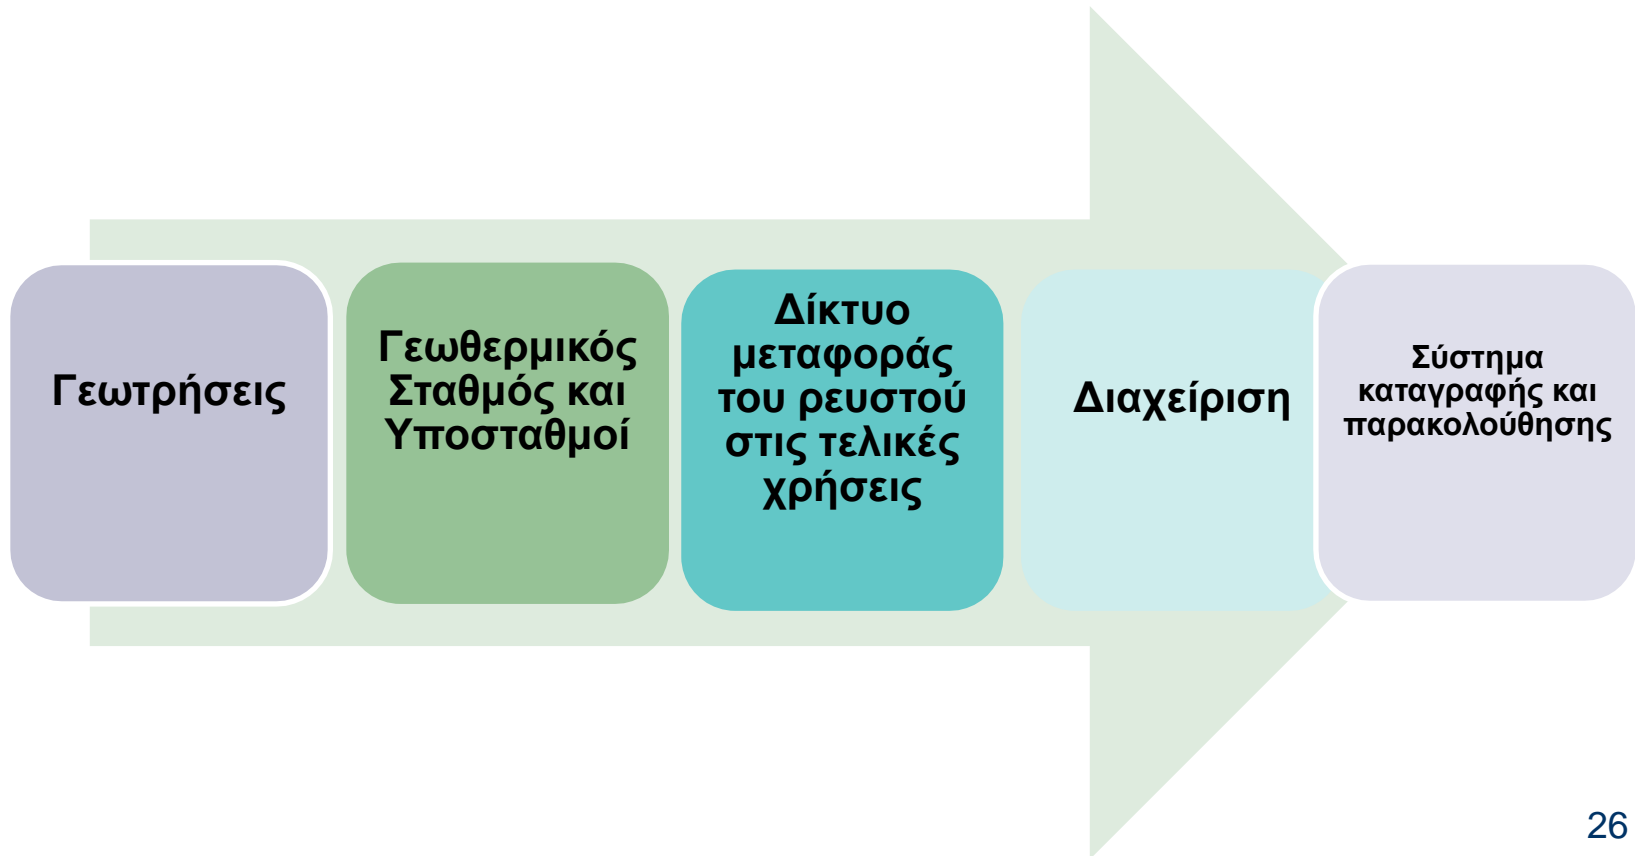 Γεωτρήσεις
Γεωθερμικός
Σταθμός και
Υποσταθμοί
Δίκτυο
μεταφοράς
του ρευστού
στις τελικές
χρήσεις
Διαχείριση
Σύστημα
καταγραφής και
παρακολούθησης
26